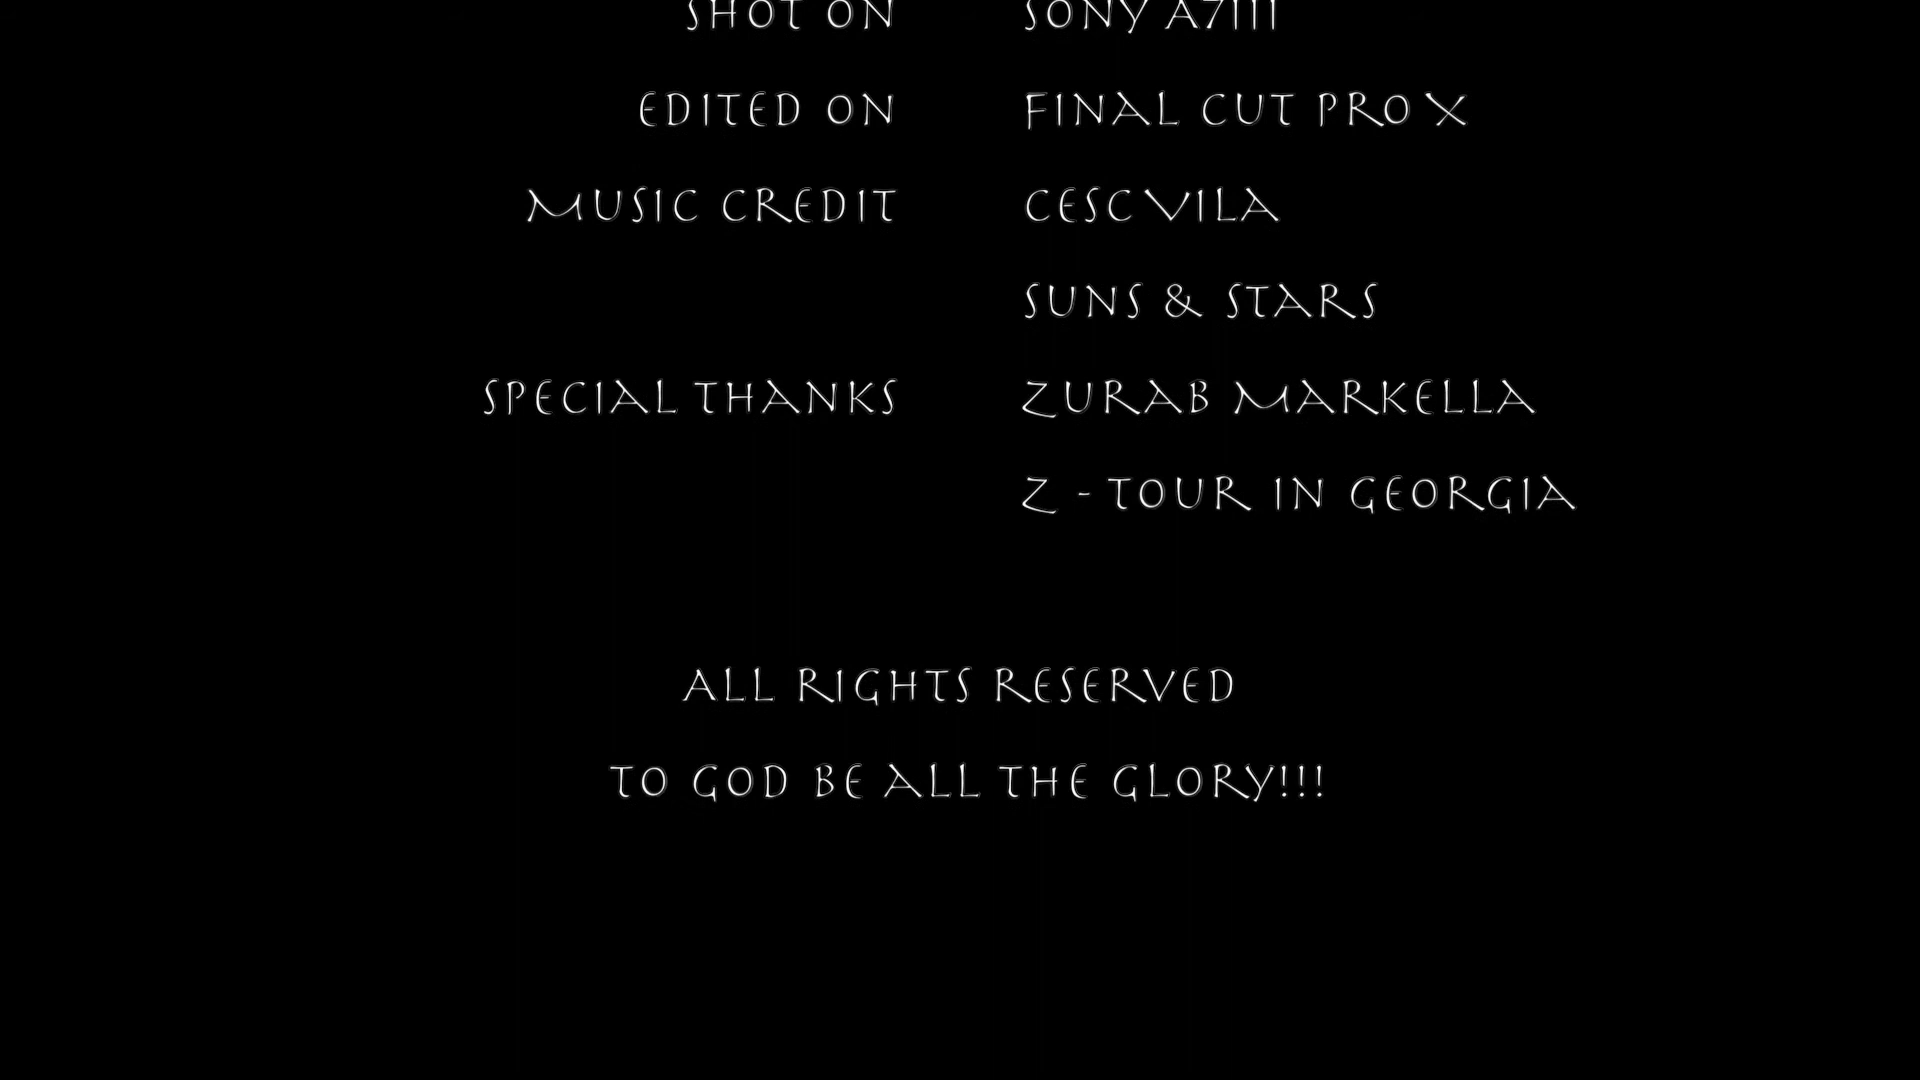 SHOT ON SONY A7III
EDITED ON FINAL CUT PRO X
MUSIC CREDIT CESC VILA
SUNS & STARS
SPECIAL THANKS ZURAB MARKELLA
Z - TOUR IN GEORGIA
ALL RIGHTS RESERVED
TO GOD BE ALL THE GLORY!!!